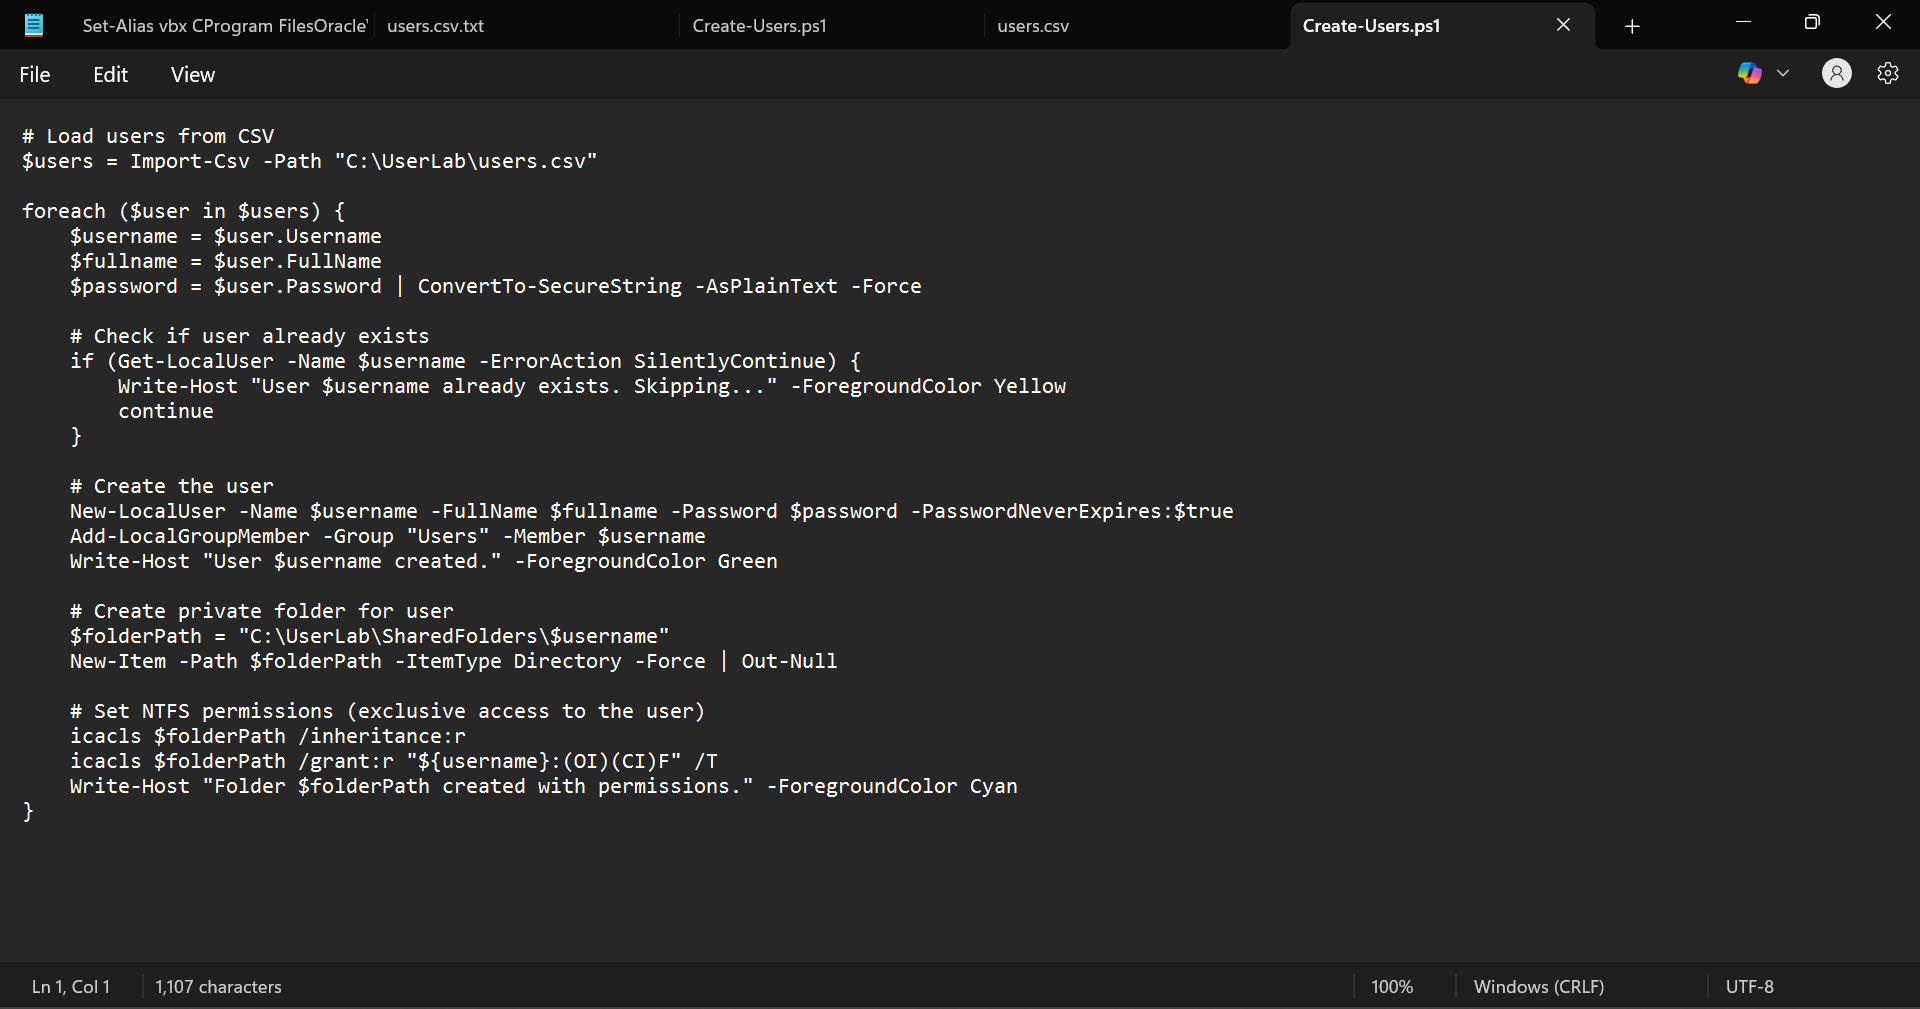 Set-Alias vbx CProgram FilesOracle users.csv.txt Create-Users.ps1 users.csv Create-Users.ps1
File Edit View
# Load users from CSV
$users = Import-Csv -Path "C:\UserLab\users.csv"
foreach ($user in $users) {
    $username = $user.Username
    $fullname = $user.FullName
    $password = $user.Password | ConvertTo-SecureString -AsPlainText -Force
    # Check if user already exists
    if (Get-LocalUser -Name $username -ErrorAction SilentlyContinue) {
        Write-Host "User $username already exists. Skipping..." -ForegroundColor Yellow
        continue
    }
    # Create the user
    New-LocalUser -Name $username -FullName $fullname -Password $password -PasswordNeverExpires:$true
    Add-LocalGroupMember -Group "Users" -Member $username
    Write-Host "User $username created." -ForegroundColor Green
    # Create private folder for user
    $folderPath = "C:\UserLab\SharedFolders\$username"
    New-Item -Path $folderPath -ItemType Directory -Force | Out-Null
    # Set NTFS permissions (exclusive access to the user)
    icacls $folderPath /inheritance:r
    icacls $folderPath /grant:r "${username}:(OI)(CI)F" /T
    Write-Host "Folder $folderPath created with permissions." -ForegroundColor Cyan
}
Ln 1, Col 1 1,107 characters 100% Windows (CRLF) UTF-8